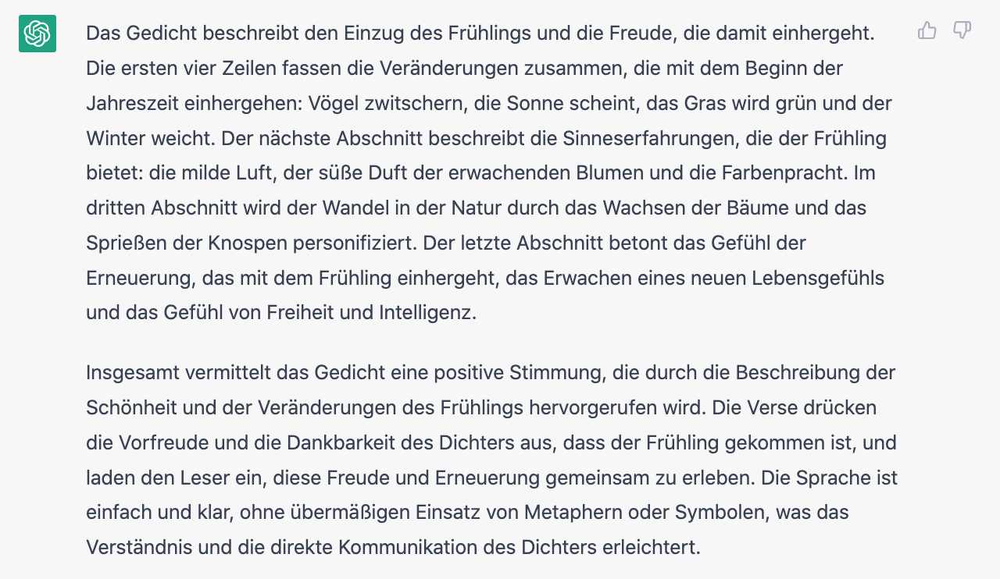 Das Gedicht beschreibt den Einzug des Frühlings und die Freude, die damit einhergeht.
Die ersten vier Zeilen fassen die Veränderungen zusammen, die mit dem Beginn der
Jahreszeit einhergehen: Vögel zwitschern, die Sonne scheint, das Gras wird grün und der
Winter weicht. Der nächste Abschnitt beschreibt die Sinneserfahrungen, die der Frühling
bietet: die milde Luft, der süße Duft der erwachenden Blumen und die Farbenpracht. Im
dritten Abschnitt wird der Wandel in der Natur durch das Wachsen der Bäume und das
Sprießen der Knospen personifiziert. Der letzte Abschnitt betont das Gefühl der
Erneuerung, das mit dem Frühling einhergeht, das Erwachen eines neuen Lebensgefühls
und das Gefühl von Freiheit und Intelligenz.
Insgesamt vermittelt das Gedicht eine positive Stimmung, die durch die Beschreibung der
Schönheit und der Veränderungen des Frühlings hervorgerufen wird. Die Verse drücken
die Vorfreude und die Dankbarkeit des Dichters aus, dass der Frühling gekommen ist, und
laden den Leser ein, diese Freude und Erneuerung gemeinsam zu erleben. Die Sprache ist
einfach und klar, ohne übermäßigen Einsatz von Metaphern oder Symbolen, was das
Verständnis und die direkte Kommunikation des Dichters erleichtert.